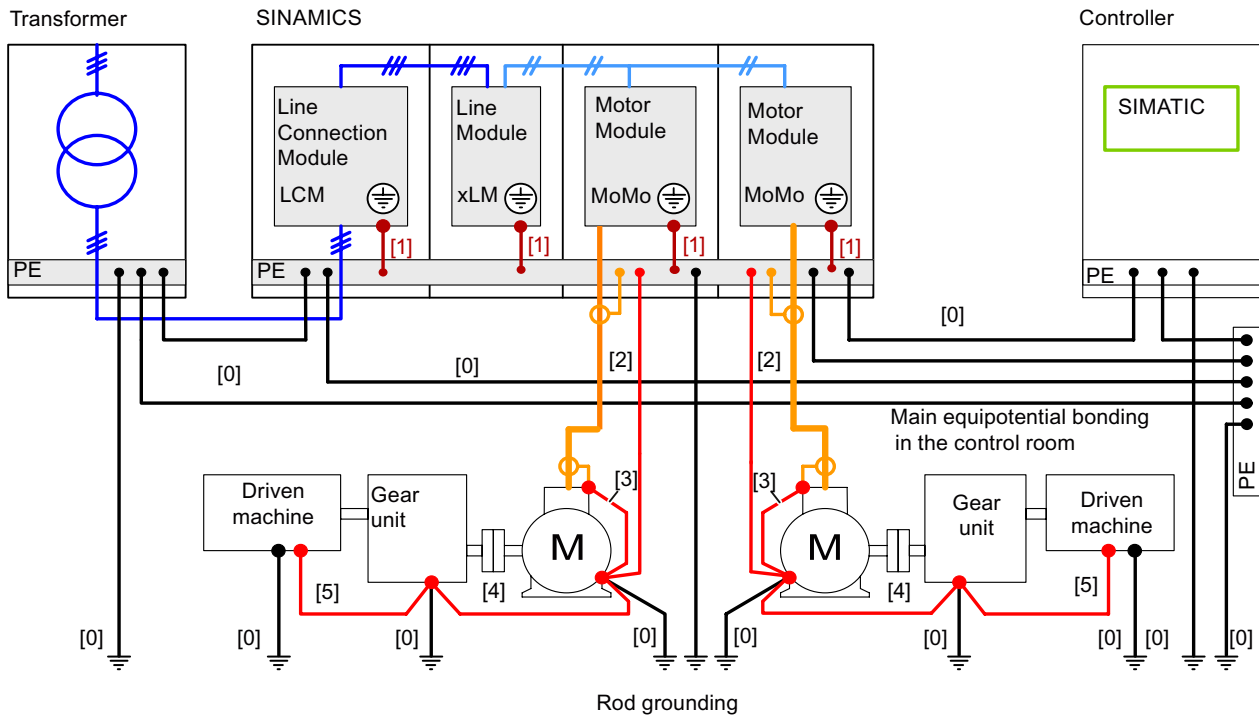 Transformer
SINAMICS
Controller
Line
Connection
Module
LCM
Line
Module
xLM
Motor
Module
MoMo
Motor
Module
MoMo
SIMATIC
[1]
[1]
[1]
[1]
PE
PE
PE
[0]
[2]
[2]
[0]
[0]
Main equipotential bonding
in the control room
PE
[3]
[3]
Driven
machine
Gear
unit
M
M
Gear
unit
Driven
machine
[5]
[4]
[4]
[5]
[0]
[0]
[0]
[0]
[0]
[0]
[0]
[0]
[0]
Rod grounding